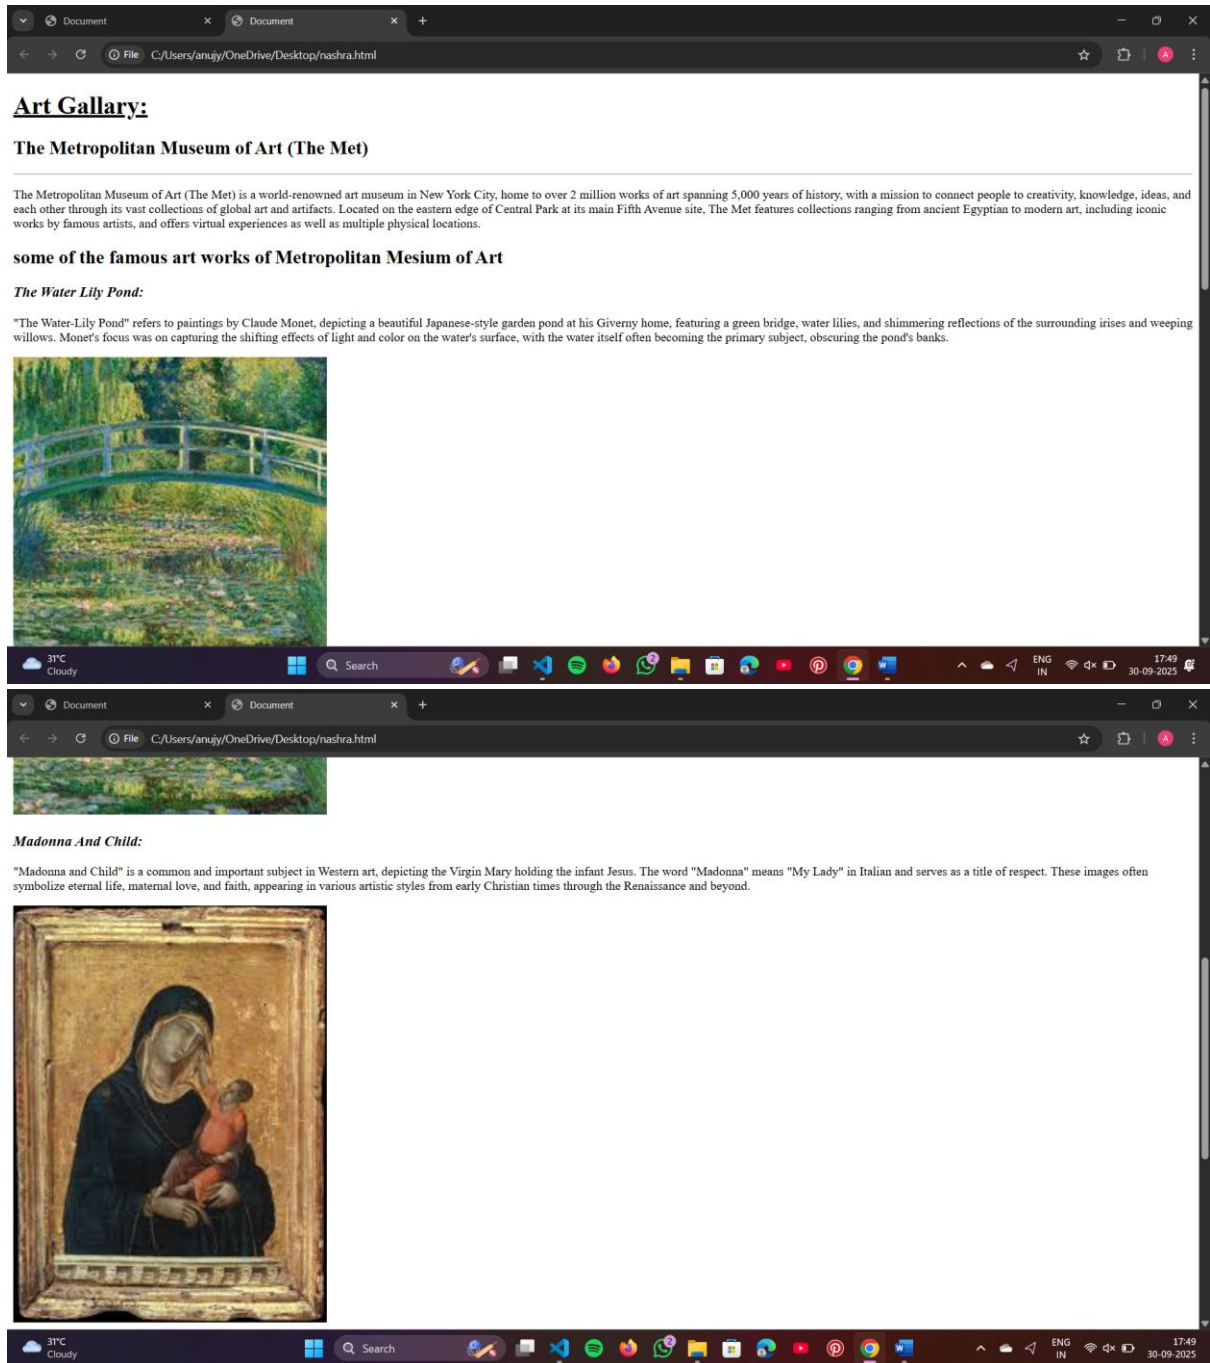 Document
Document
File C:/Users/anujy/OneDrive/Desktop/nashra.html
A
Art Gallary:
The Metropolitan Museum of Art (The Met)
The Metropolitan Museum of Art (The Met) is a world-renowned art museum in New York City, home to over 2 million works of art spanning 5,000 years of history, with a mission to connect people to creativity, knowledge, ideas, and
each other through its vast collections of global art and artifacts. Located on the eastern edge of Central Park at its main Fifth Avenue site, The Met features collections ranging from ancient Egyptian to modern art, including iconic
works by famous artists, and offers virtual experiences as well as multiple physical locations.
some of the famous art works of Metropolitan Mesium of Art
The Water Lily Pond:
"The Water-Lily Pond" refers to paintings by Claude Monet, depicting a beautiful Japanese-style garden pond at his Giverny home, featuring a green bridge, water lilies, and shimmering reflections of the surrounding irises and weeping
willows. Monet's focus was on capturing the shifting effects of light and color on the water's surface, with the water itself often becoming the primary subject, obscuring the pond's banks.
31°C
Cloudy
Search
2
ENG
IN
17:49
30-09-2025
Document
Document
File C:/Users/anujy/OneDrive/Desktop/nashra.html
A
Madonna And Child:
"Madonna and Child" is a common and important subject in Western art, depicting the Virgin Mary holding the infant Jesus. The word "Madonna" means "My Lady" in Italian and serves as a title of respect. These images often
symbolize eternal life, maternal love, and faith, appearing in various artistic styles from early Christian times through the Renaissance and beyond.
31°C
Cloudy
Search
2
ENG
IN
17:49
30-09-2025